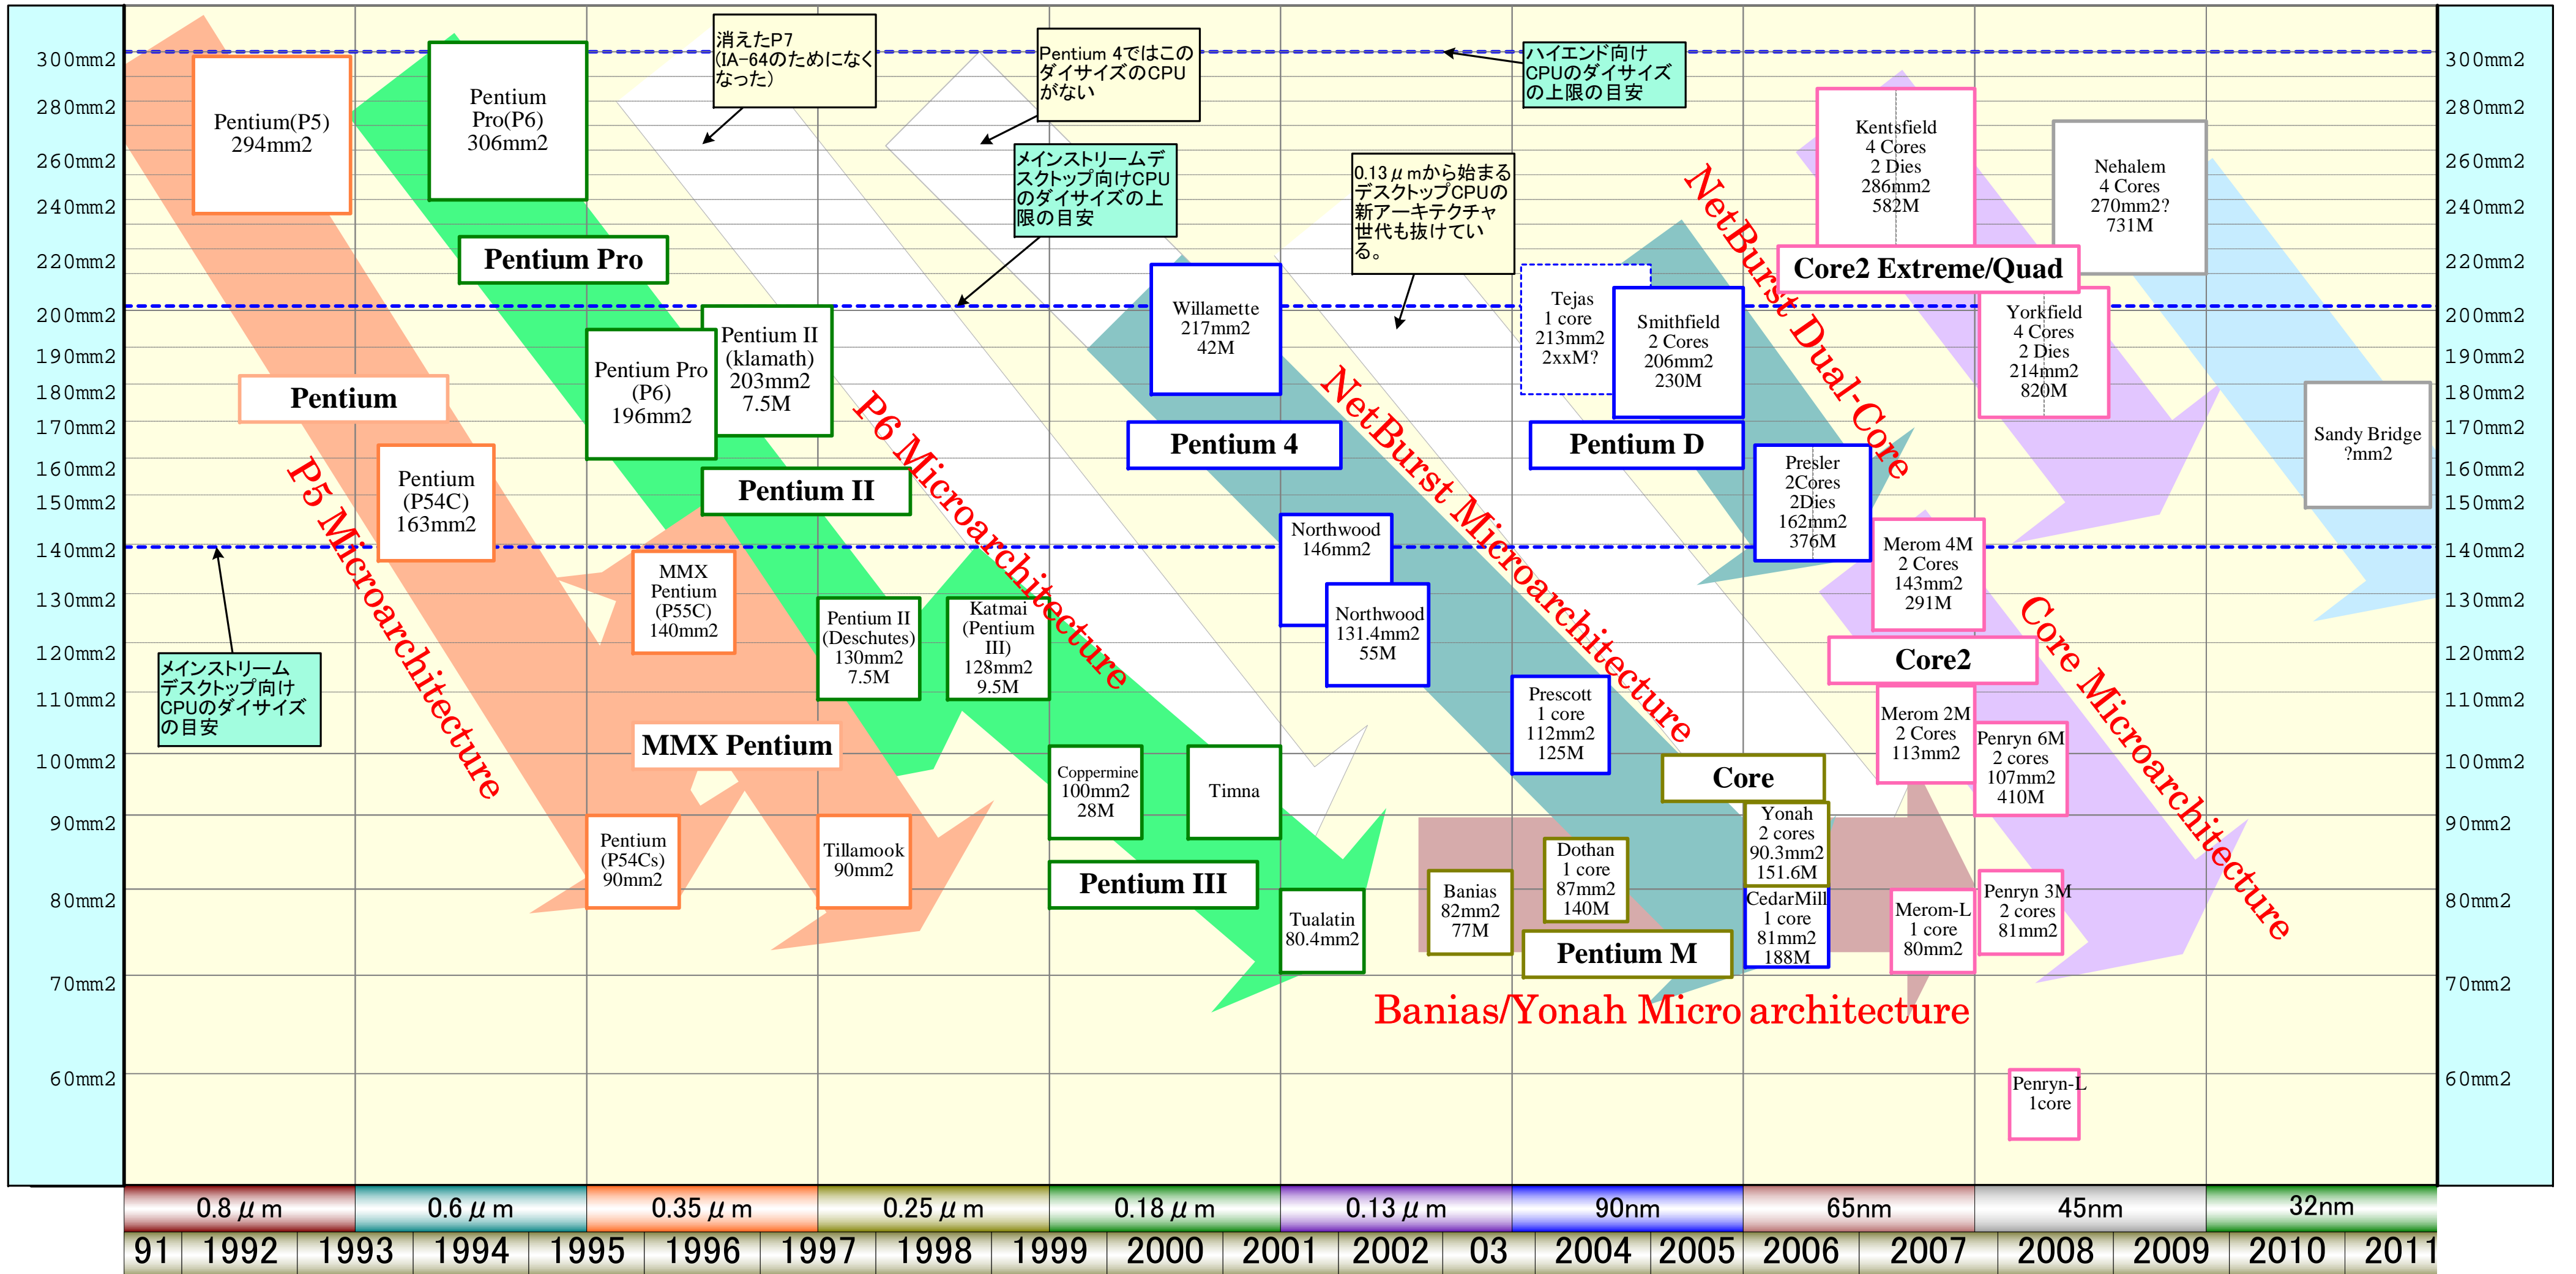 300mm2
280mm2
260mm2
240mm2
220mm2
200mm2
190mm2
180mm2
170mm2
160mm2
150mm2
140mm2
130mm2
120mm2
110mm2
100mm2
90mm2
80mm2
70mm2
60mm2
Pentium(P5)
294mm2
Pentium
Pro(P6)
306mm2
消えたP7
(IA-64のためになく
なった)
Pentium 4ではこの
ダイサイズのCPU
がない
ハイエンド向け
CPUのダイサイズ
の上限の目安
メインストリームデ
スクトップ向けCPU
のダイサイズの上
限の目安
0.13μmから始まる
デスクトップCPUの
新アーキテクチャ
世代も抜けてい
る。
Kentsfield
4 Cores
2 Dies
286mm2
582M
Nehalem
4 Cores
270mm2?
731M
Pentium Pro
Core2 Extreme/Quad
Pentium II
(klamath)
203mm2
7.5M
Pentium Pro
(P6)
196mm2
Willamette
217mm2
42M
Tejas
1 core
213mm2
2xxM?
Smithfield
2 Cores
206mm2
230M
Yorkfield
4 Cores
2 Dies
214mm2
820M
Pentium
Pentium
(P54C)
163mm2
Pentium II
Pentium 4
Pentium D
Presler
2Cores
2Dies
162mm2
376M
Sandy Bridge
?mm2
P5 Microarchitecture
P6 Microarchitecture
NetBurst Microarchitecture
NetBurst Dual-Core
Core Microarchitecture
Northwood
146mm2
Northwood
131.4mm2
55M
Merom 4M
2 Cores
143mm2
291M
MMX
Pentium
(P55C)
140mm2
Pentium II
(Deschutes)
130mm2
7.5M
Katmai
(Pentium
III)
128mm2
9.5M
メインストリーム
デスクトップ向け
CPUのダイサイズ
の目安
Core2
MMX Pentium
Prescott
1 core
112mm2
125M
Merom 2M
2 Cores
113mm2
Penryn 6M
2 cores
107mm2
410M
Coppermine
100mm2
28M
Timna
Core
Yonah
2 cores
90.3mm2
151.6M
Pentium
(P54Cs)
90mm2
Tillamook
90mm2
Pentium III
Dothan
1 core
87mm2
140M
Banias
82mm2
77M
Tualatin
80.4mm2
Pentium M
CedarMill
1 core
81mm2
188M
Merom-L
1 core
80mm2
Penryn 3M
2 cores
81mm2
Banias/Yonah Micro architecture
Penryn-L
1core
300mm2
280mm2
260mm2
240mm2
220mm2
200mm2
190mm2
180mm2
170mm2
160mm2
150mm2
140mm2
130mm2
120mm2
110mm2
100mm2
90mm2
80mm2
70mm2
60mm2
0.8μm 0.6μm 0.35μm 0.25μm 0.18μm 0.13μm 90nm 65nm 45nm 32nm
91 1992 1993 1994 1995 1996 1997 1998 1999 2000 2001 2002 03 2004 2005 2006 2007 2008 2009 2010 2011